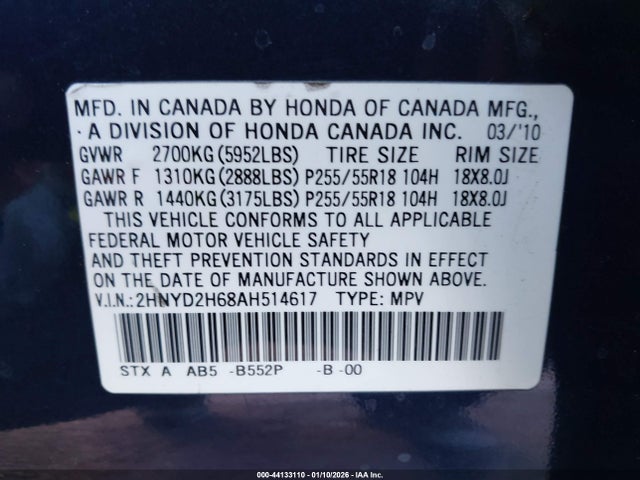 MFD. IN CANADA BY HONDA OF CANADA MFG.,
A DIVISION OF HONDA CANADA INC. 03/'10
GVWR 2700KG(5952LBS) TIRE SIZE RIM SIZE
GAWR F 1310KG(2888LBS) P255/55R18 104H 18X8.0J
GAWR R 1440KG(3175LBS) P255/55R18 104H 18X8.0J
THIS VEHICLE CONFORMS TO ALL APPLICABLE
FEDERAL MOTOR VEHICLE SAFETY
AND THEFT PREVENTION STANDARDS IN EFFECT
ON THE DATE OF MANUFACTURE SHOWN ABOVE.
V.I.N.:2HNYD2H68AH514617 TYPE:MPV
STX A AB5 -B552P -B -00
000-44133110 - 01/10/2026 - IAA Inc.